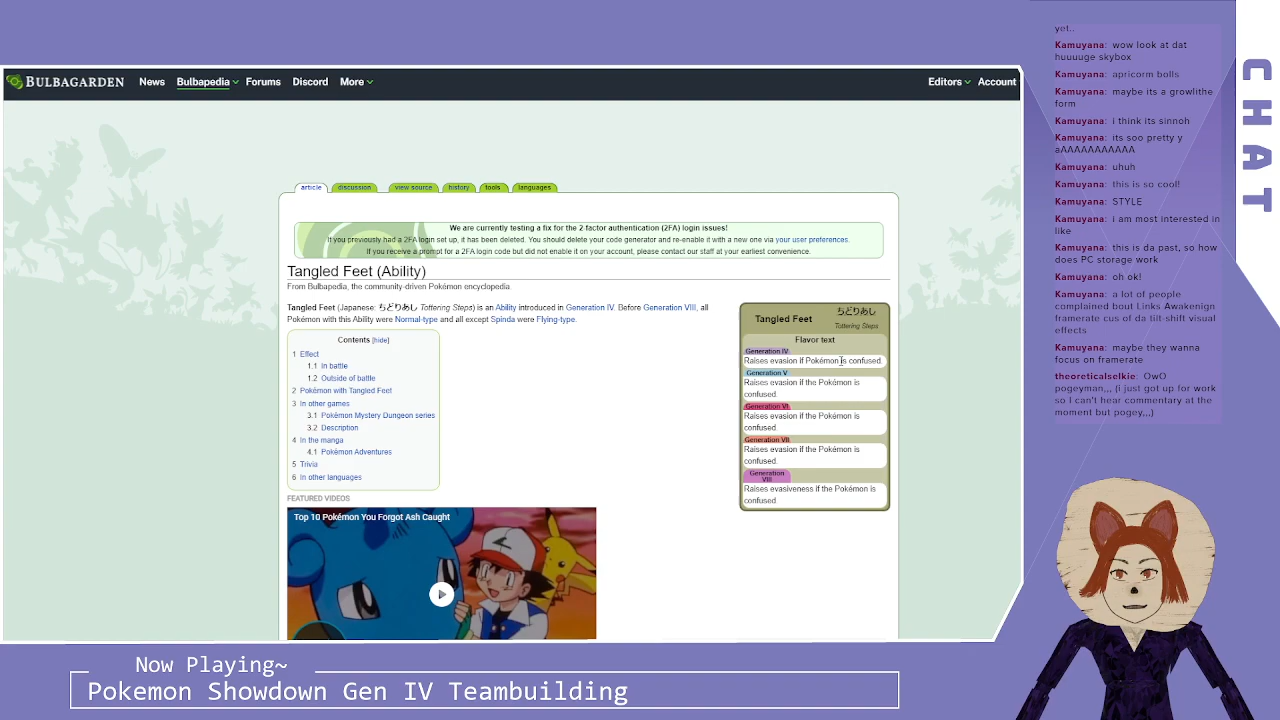 BULBAGARDEN
News
Bulbapedia
Forums
Discord
More
Editors
Account
article
discussion
view source
history
tools
languages
We are currently testing a fix for the 2-factor authentication (2FA) login issues!
If you previously had a 2FA login set up, it has been deleted. You should delete your code generator and re-enable it with a new one via your user preferences.
If you receive a prompt for a 2FA login code but did not enable it on your account, please contact our staff at your earliest convenience.
Tangled Feet (Ability)
From Bulbapedia, the community-driven Pokémon encyclopedia.
Tangled Feet (Japanese: ちどりあし Tottering Steps) is an Ability introduced in Generation IV. Before Generation VIII, all
Pokémon with this Ability were Normal-type and all except Spinda were Flying-type.
Contents [hide]
1 Effect
1.1 In battle
1.2 Outside of battle
2 Pokémon with Tangled Feet
3 In other games
3.1 Pokémon Mystery Dungeon series
3.2 Description
4 In the manga
4.1 Pokémon Adventures
5 Trivia
6 In other languages
FEATURED VIDEOS
Top 10 Pokémon You Forgot Ash Caught
Tangled Feet
ちどりあし
Tottering Steps
Flavor text
Generation IV
Raises evasion if Pokémon is confused.
Generation V
Raises evasion if the Pokémon is
confused.
Generation VI
Raises evasion if the Pokémon is
confused.
Generation VII
Raises evasion if the Pokémon is
confused.
Generation
VIII
Raises evasiveness if the Pokémon is
confused.
yet..
Kamuyana: wow look at dat
huuuge skybox
Kamuyana: apricorm bolls
Kamuyana: maybe its a growlithe
form
Kamuyana: i think its sinnoh
Kamuyana: its soo pretty y
aAAAAAAAAAAA
Kamuyana: uhuh
Kamuyana: this is so cool!
Kamuyana: STYLE
Kamuyana: i am most interested in
like
Kamuyana: this is da past, so how
does PC storage work
Kamuyana: oh ok!
Kamuyana: a lot of people
complained bout Links Awakenign
framerate cus of da tilt-shift visual
effects
Kamuyana: maybe they wanna
focus on framerate
theoreticalselkie: OwO
pogeyman,,, (i just got up for work
so I can't hear commentary at the
moment but pogey,,,)
CHAT
Now Playing~
Pokemon Showdown Gen IV Teambuilding